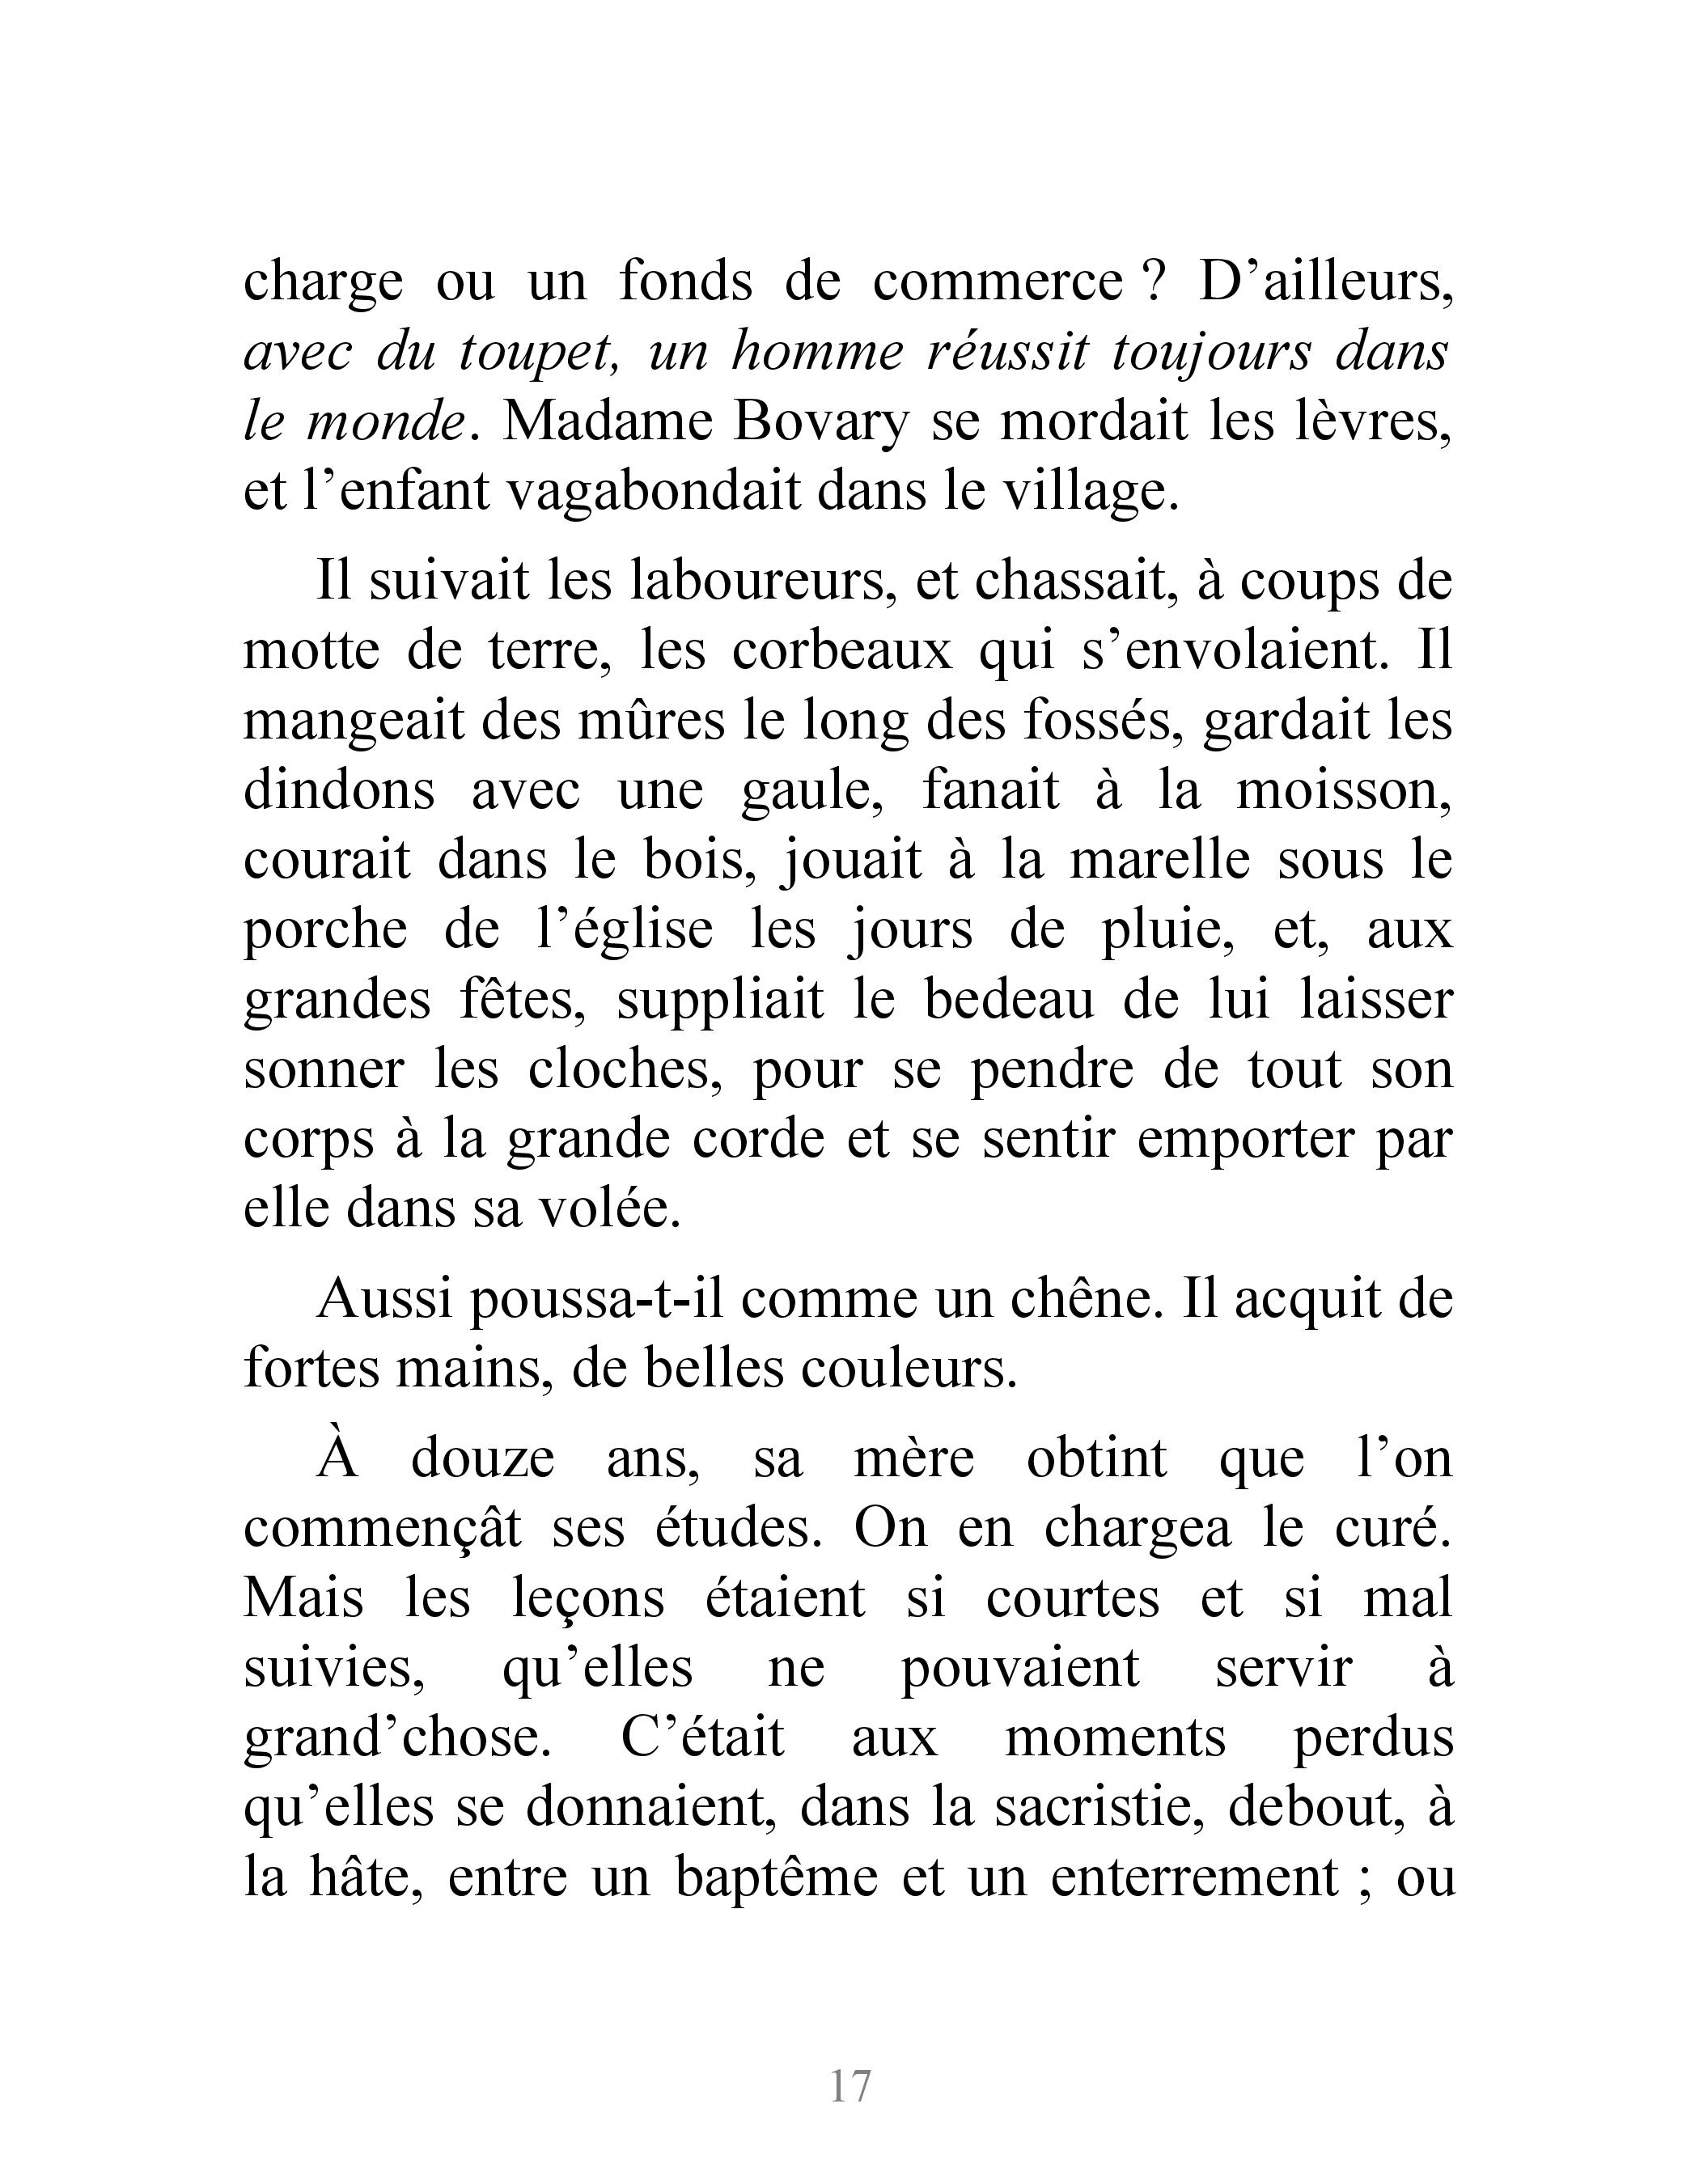 charge ou un fonds de commerce ? D’ailleurs,
avec du toupet, un homme réussit toujours dans
le monde. Madame Bovary se mordait les lèvres,
et l’enfant vagabondait dans le village.
Il suivait les laboureurs, et chassait, à coups de
motte de terre, les corbeaux qui s’envolaient. Il
mangeait des mûres le long des fossés, gardait les
dindons avec une gaule, fanait à la moisson,
courait dans le bois, jouait à la marelle sous le
porche de l’église les jours de pluie, et, aux
grandes fêtes, suppliait le bedeau de lui laisser
sonner les cloches, pour se pendre de tout son
corps à la grande corde et se sentir emporter par
elle dans sa volée.
Aussi poussa-t-il comme un chêne. Il acquit de
fortes mains, de belles couleurs.
À douze ans, sa mère obtint que l’on
commençât ses études. On en chargea le curé.
Mais les leçons étaient si courtes et si mal
suivies, qu’elles ne pouvaient servir à
grand’chose. C’était aux moments perdus
qu’elles se donnaient, dans la sacristie, debout, à
la hâte, entre un baptême et un enterrement ; ou
17